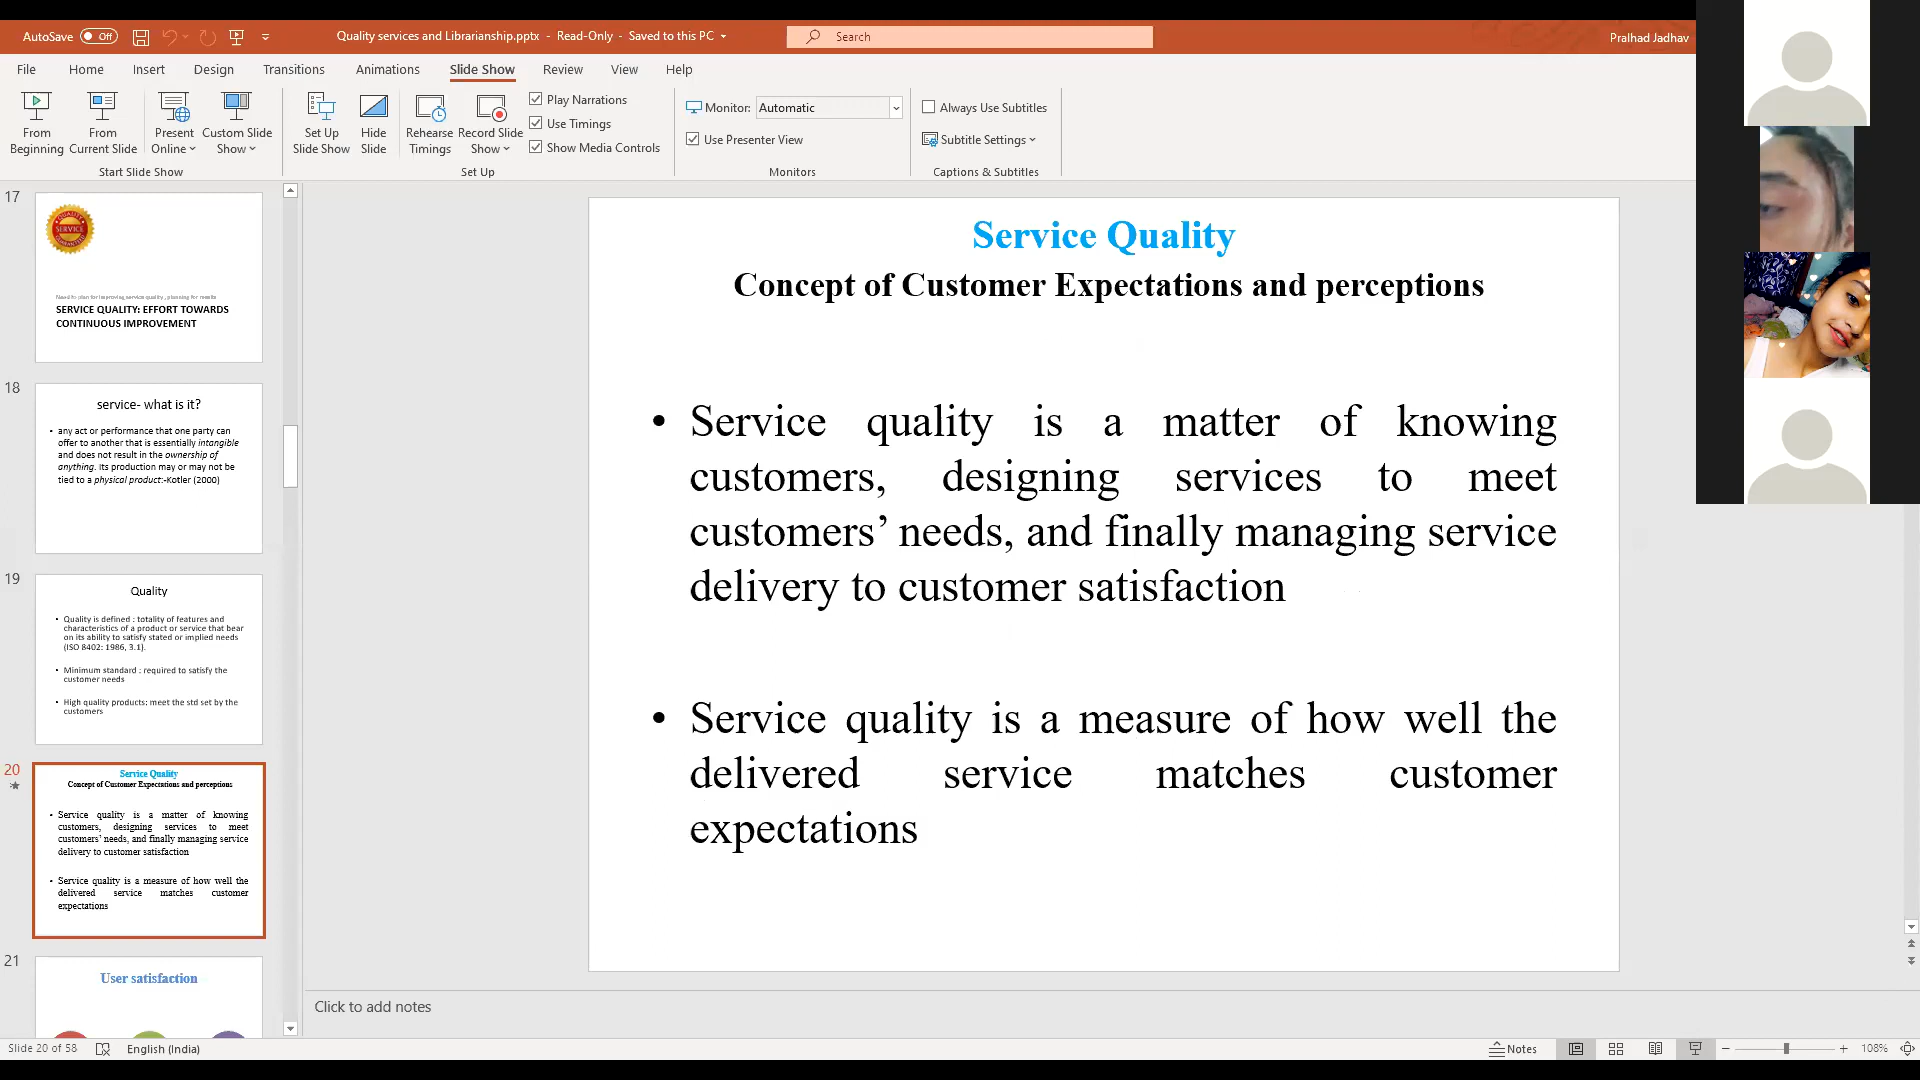 AutoSave Off
Quality services and Librarianship.pptx - Read-Only - Saved to this PC
Search
Pralhad Jadhav
File Home Insert Design Transitions Animations Slide Show Review View Help
From Beginning
From Current Slide
Present Online
Custom Slide Show
Start Slide Show
Set Up Slide Show
Hide Slide
Rehearse Timings
Record Slide Show
Play Narrations
Use Timings
Show Media Controls
Set Up
Monitor: Automatic
Use Presenter View
Monitors
Always Use Subtitles
Subtitle Settings
Captions & Subtitles
17
QUALITY
SERVICE
GUARANTEED
Need to plan for improving service quality, planning for results
SERVICE QUALITY: EFFORT TOWARDS
CONTINUOUS IMPROVEMENT
18
service- what is it?
• any act or performance that one party can
offer to another that is essentially intangible
and does not result in the ownership of
anything. Its production may or may not be
tied to a physical product:-Kotler (2000)
19
Quality
• Quality is defined : totality of features and
characteristics of a product or service that bear
on its ability to satisfy stated or implied needs
(ISO 8402: 1986, 3.1).
• Minimum standard : required to satisfy the
customer needs
• High quality products: meet the std set by the
customers
20
Service Quality
Concept of Customer Expectations and perceptions
• Service quality is a matter of knowing
customers, designing services to meet
customers’ needs, and finally managing service
delivery to customer satisfaction
• Service quality is a measure of how well the
delivered service matches customer
expectations
21
User satisfaction
Service Quality
Concept of Customer Expectations and perceptions
• Service quality is a matter of knowing
customers, designing services to meet
customers’ needs, and finally managing service
delivery to customer satisfaction
• Service quality is a measure of how well the
delivered service matches customer
expectations
Click to add notes
Slide 20 of 58
English (India)
Notes
108%